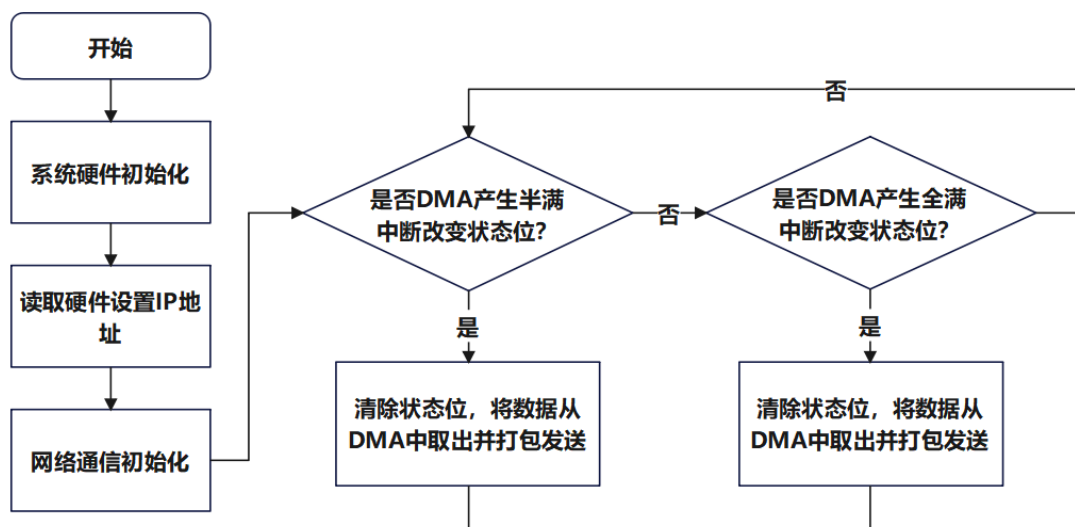 开始
系统硬件初始化
读取硬件设置IP地
址
网络通信初始化
否
是否DMA产生半满
中断改变状态位?
否
是否DMA产生全满
中断改变状态位?
是
是
清除状态位，将数据从
DMA中取出并打包发送
清除状态位，将数据从
DMA中取出并打包发送